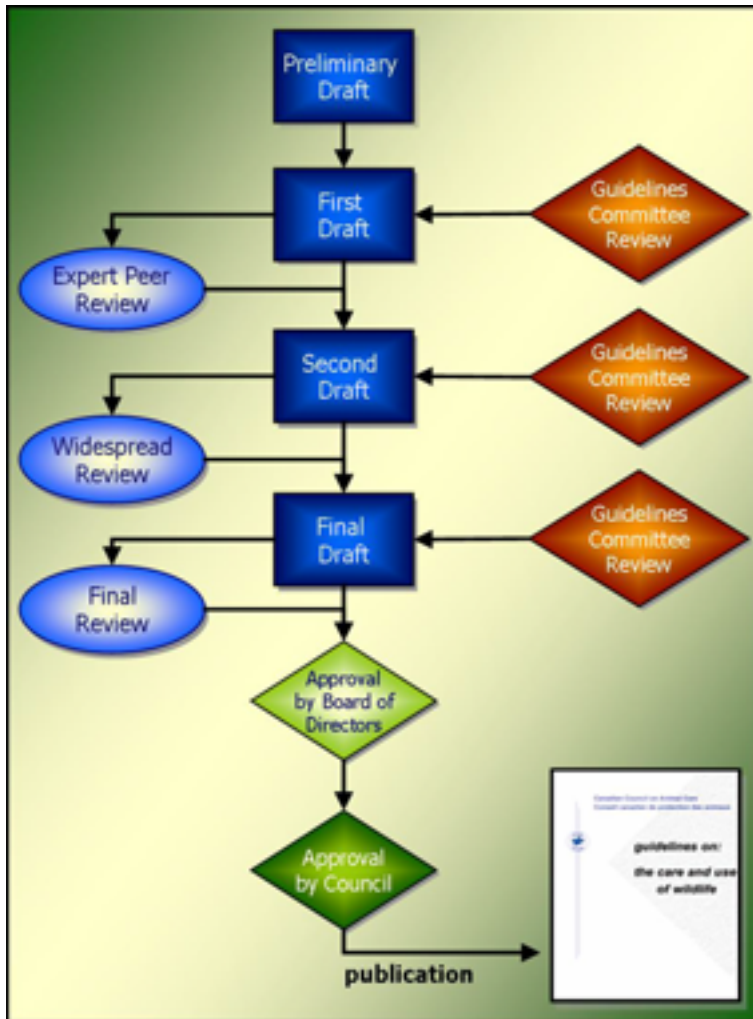 Preliminary
Draft
First
Draft
Guidelines
Committee
Review
Expert Peer
Review
Second
Draft
Guidelines
Committee
Review
Widespread
Review
Final
Draft
Guidelines
Committee
Review
Final
Review
Approval
by Board of
Directors
Approval
by Council
publication
Canadian Council on Animal Care
Conseil canadien de protection des animaux
guidelines on:
the care and use
of wildlife